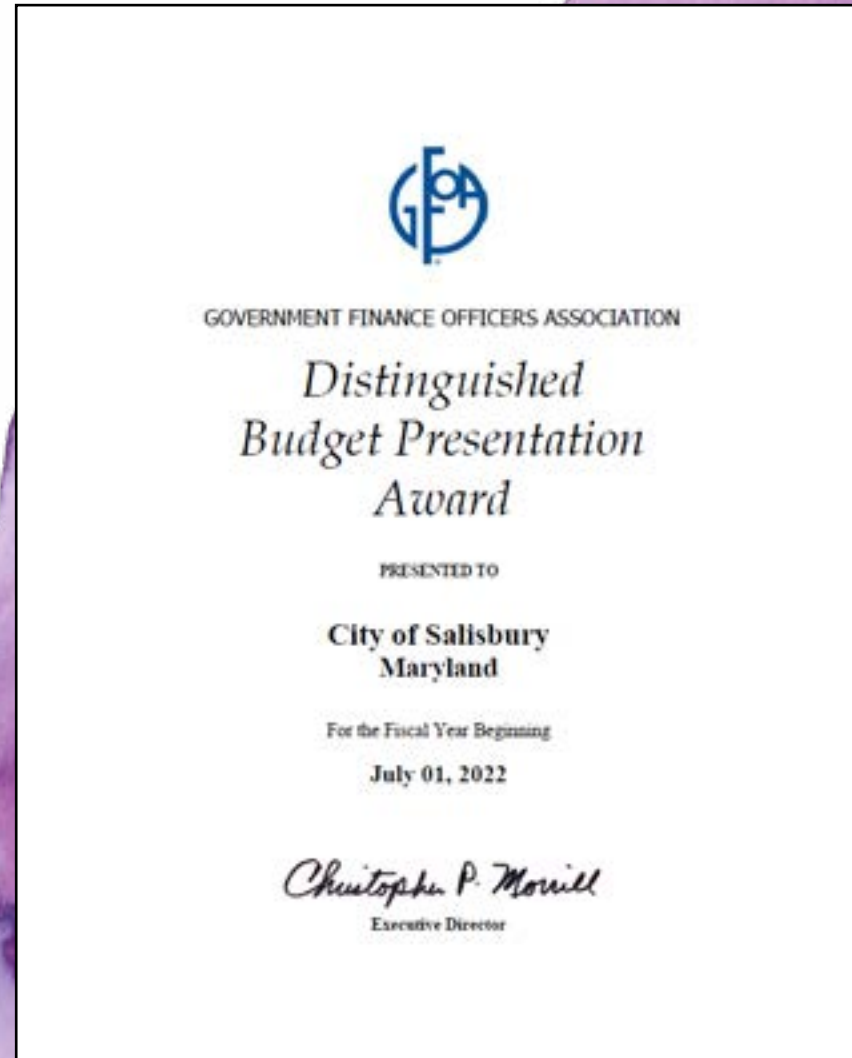 GFOA
GOVERNMENT FINANCE OFFICERS ASSOCIATION
Distinguished
Budget Presentation
Award
PRESENTED TO
City of Salisbury
Maryland
For the Fiscal Year Beginning
July 01, 2022
Christopher P. Morrill
Executive Director